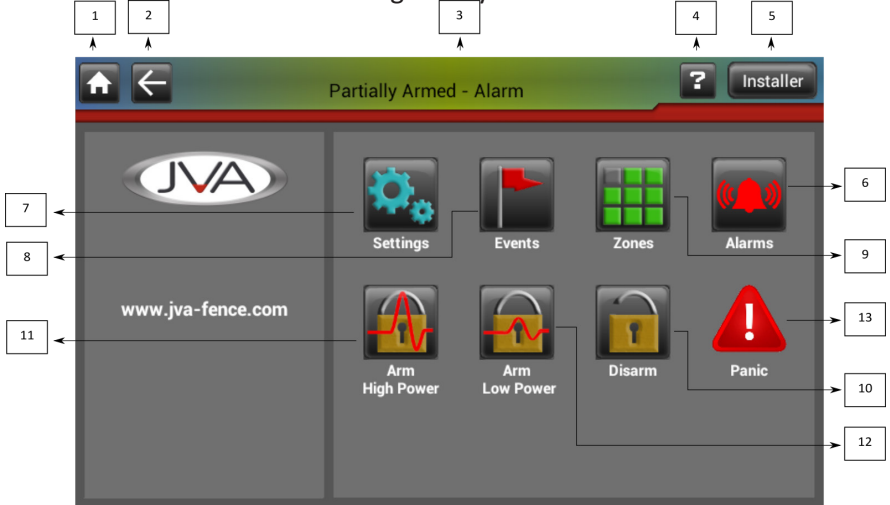 1 2 3 4 5
? Installer
Partially Armed - Alarm
JVA
www.jva-fence.com
Settings Events Zones Alarms
Arm High Power
Arm Low Power
Disarm
Panic
7
8
11
6
9
13
10
12